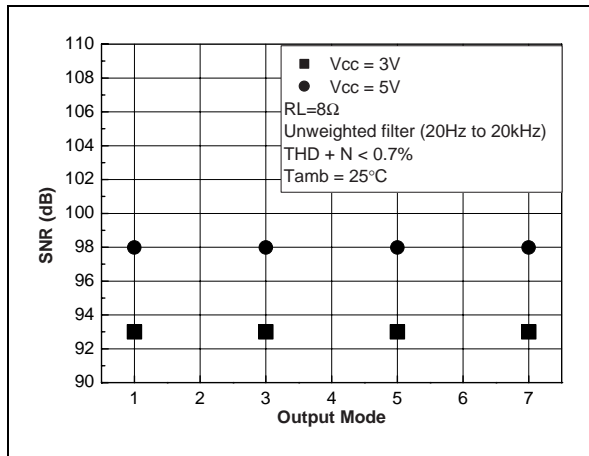 110
108
106
104
102
100
98
96
94
92
90
SNR (dB)
Vcc = 3V
Vcc = 5V
RL=8Ω
Unweighted filter (20Hz to 20kHz)
THD + N < 0.7%
Tamb = 25°C
1 2 3 4 5 6 7
Output Mode